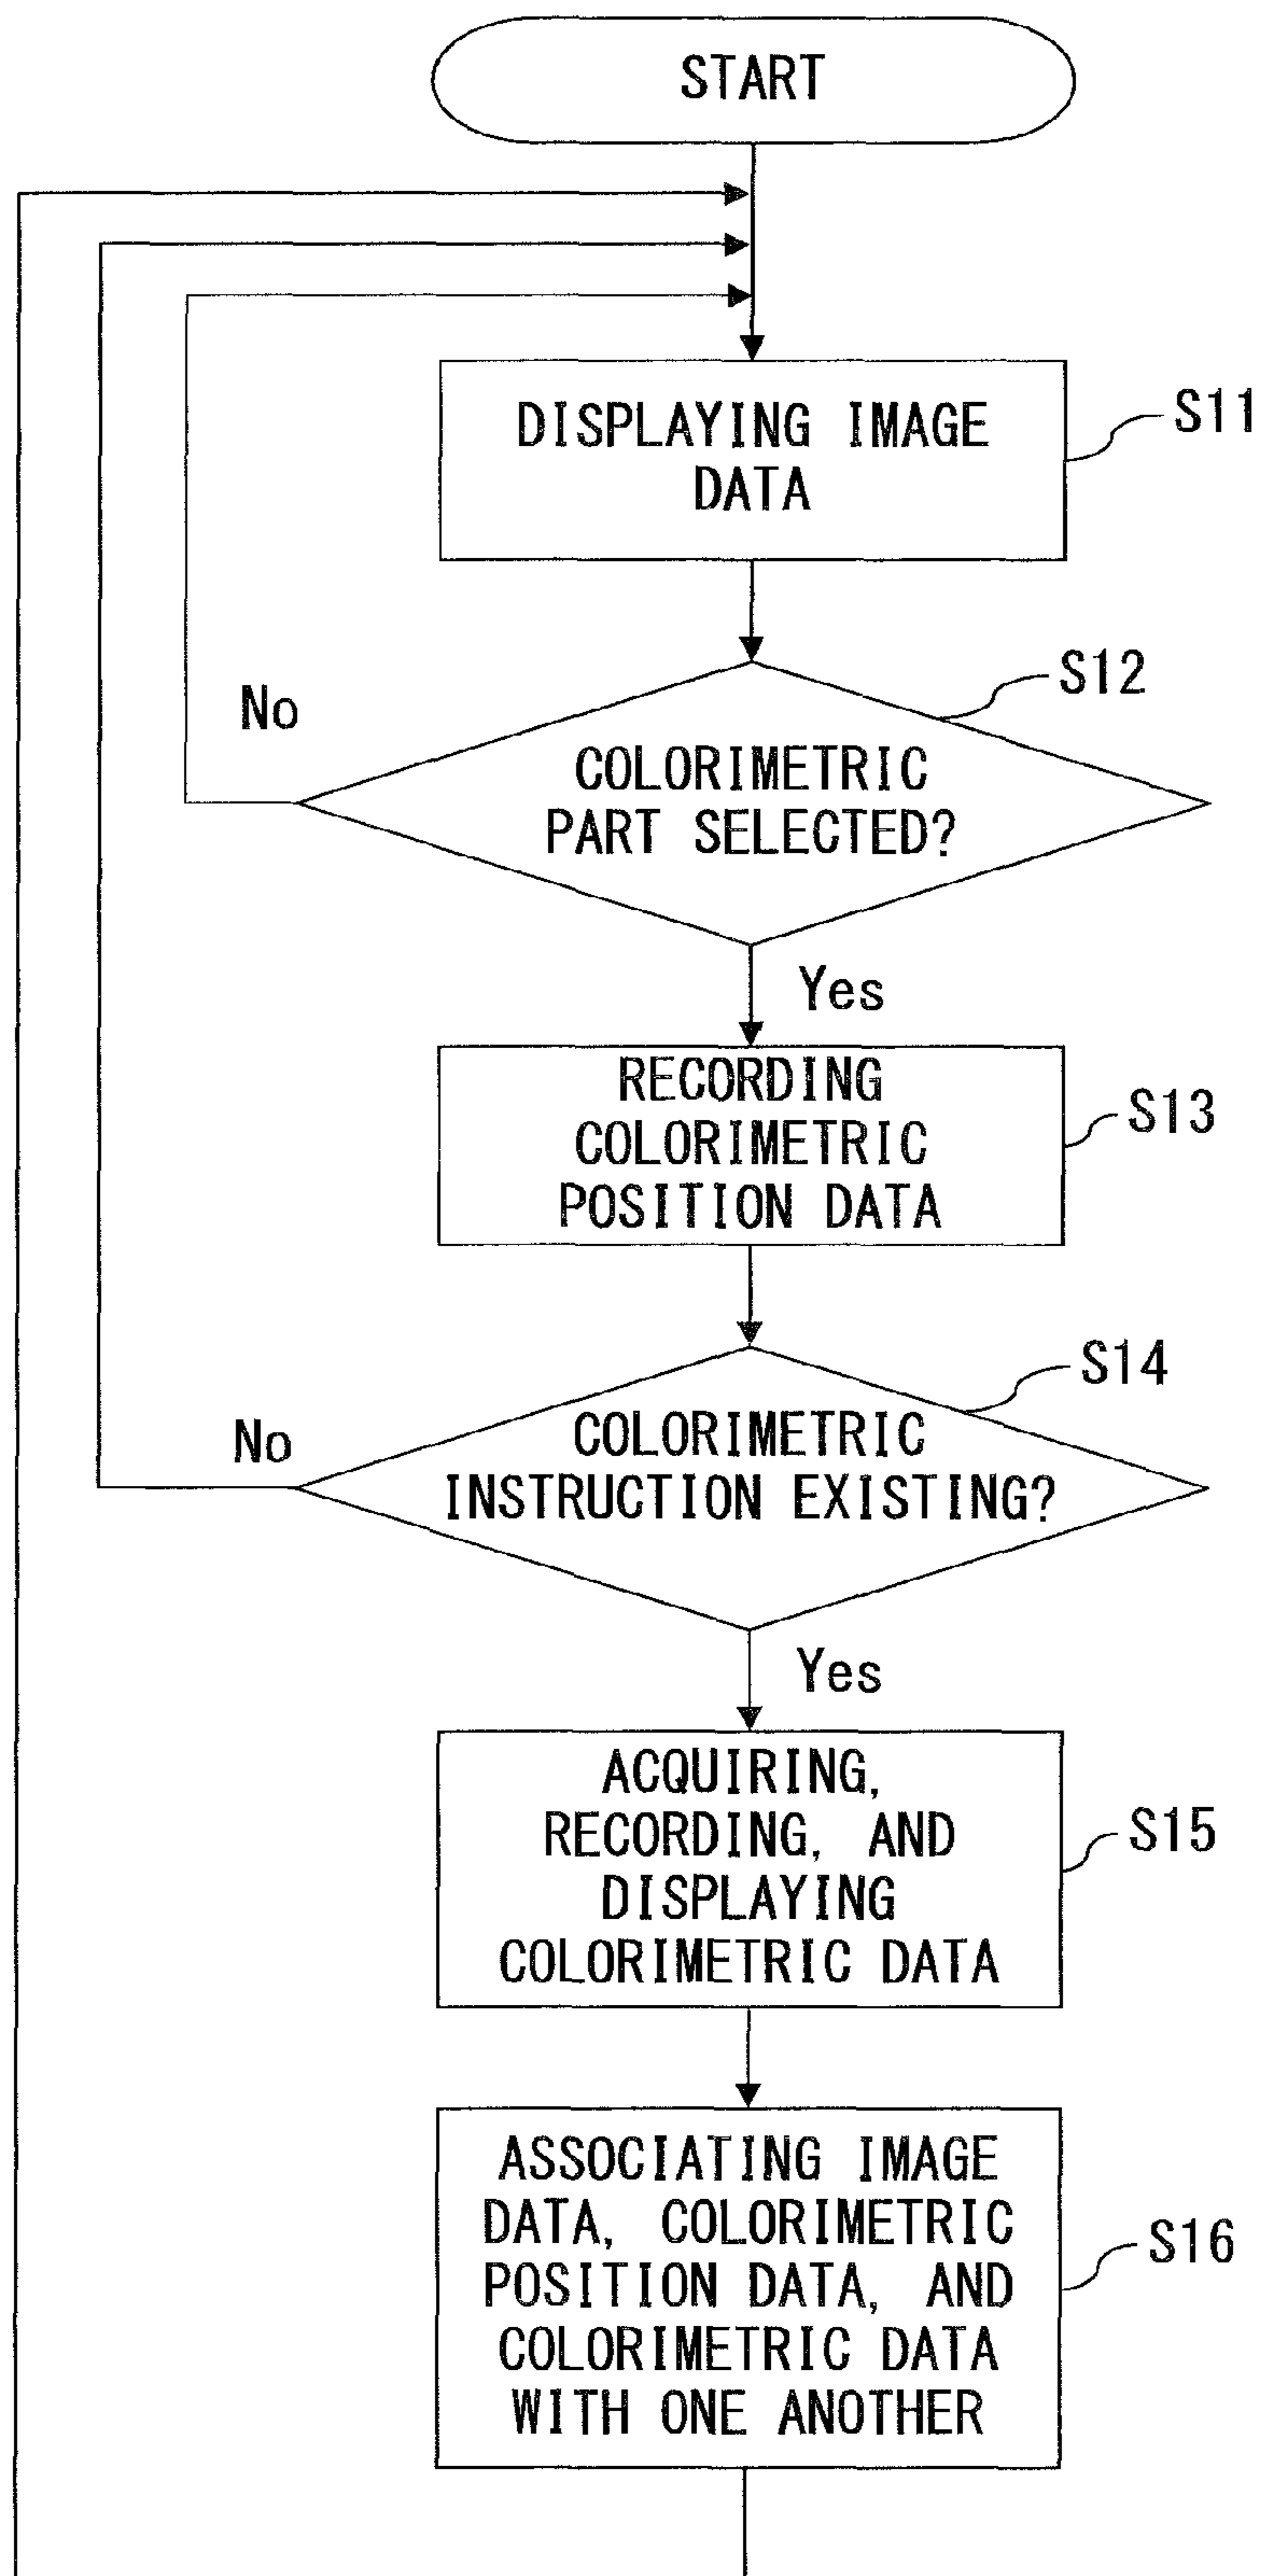 START
DISPLAYING IMAGE
DATA
S11
S12
No
COLORIMETRIC
PART SELECTED?
Yes
RECORDING
COLORIMETRIC
POSITION DATA
S13
S14
No
COLORIMETRIC
INSTRUCTION EXISTING?
Yes
ACQUIRING,
RECORDING, AND
DISPLAYING
COLORIMETRIC DATA
S15
ASSOCIATING IMAGE
DATA, COLORIMETRIC
POSITION DATA, AND
COLORIMETRIC DATA
WITH ONE ANOTHER
S16